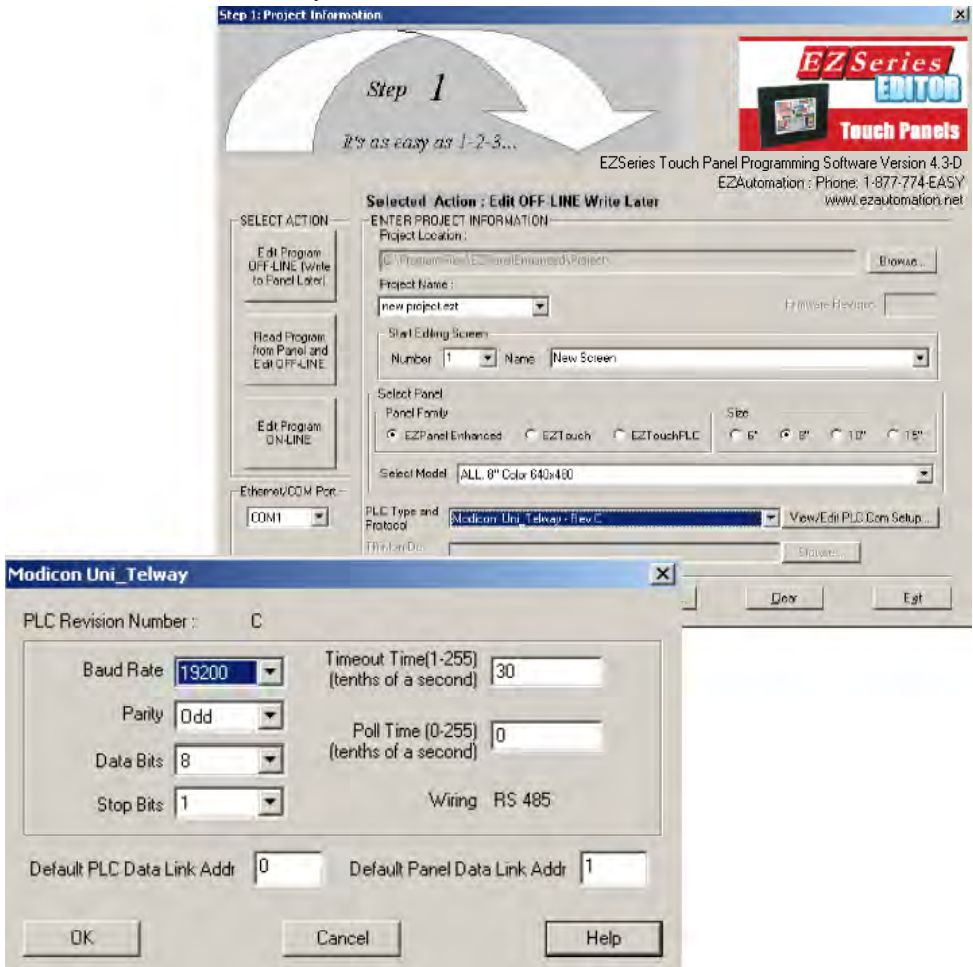 Step 1: Project Information
Step 1
It's as easy as 1-2-3...
EZSeries
EDITOR
Touch Panels
EZSeries Touch Panel Programming Software Version 4.3-D
EZAutomation : Phone: 1-877-774-EASY
www.ezautomation.net
Selected Action : Edit OFF-LINE Write Later
SELECT ACTION
Edit Program
OFF-LINE (Write
to Panel Later)
Read Program
from Panel and
Edit OFF-LINE
Edit Program
ON-LINE
Ethernet/COM Port
COM1
ENTER PROJECT INFORMATION
Project Location :
C:\Program Files\EZPanelEnhanced\Projects
Browse...
Project Name :
new project.ezt
Firmware Revision
Start Editing Screen
Number 1 Name New Screen
Select Panel
Panel Family
EZPanel Enhanced EZTouch EZTouchPLC
Size
6" 8" 10" 15"
Select Model ALL. 8" Color 640x480
PLC Type and
Protocol
Modicon Uni_Telway - Rev C
View/Edit PLC Com Setup...
Browse...
Clear
Exit
Modicon Uni_Telway
PLC Revision Number : C
Baud Rate 19200
Parity Odd
Data Bits 8
Stop Bits 1
Timeout Time(1-255)
(tenths of a second)
30
Poll Time (0-255)
(tenths of a second)
0
Wiring RS 485
Default PLC Data Link Addr 0
Default Panel Data Link Addr 1
OK
Cancel
Help